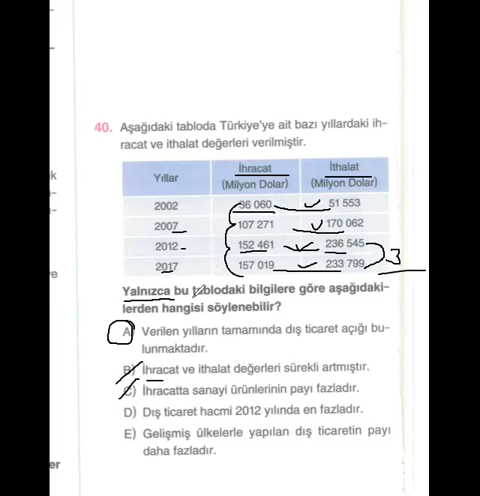 40. Aşağıdaki tabloda Türkiye'ye ait bazı yıllardaki ih-
racat ve ithalat değerleri verilmiştir.
Yıllar
İhracat
(Milyon Dolar)
İthalat
(Milyon Dolar)
2002 36 060 51 553
2007 107 271 170 062
2012 152 461 236 545
2017 157 019 233 799
3
Yalnızca bu tablodaki bilgilere göre aşağıdaki-
lerden hangisi söylenebilir?
A) Verilen yılların tamamında dış ticaret açığı bu-
lunmaktadır.
B) İhracat ve ithalat değerleri sürekli artmıştır.
C) İhracatta sanayi ürünlerinin payı fazladır.
D) Dış ticaret hacmi 2012 yılında en fazladır.
E) Gelişmiş ülkelerle yapılan dış ticaretin payı
daha fazladır.
k
e
er